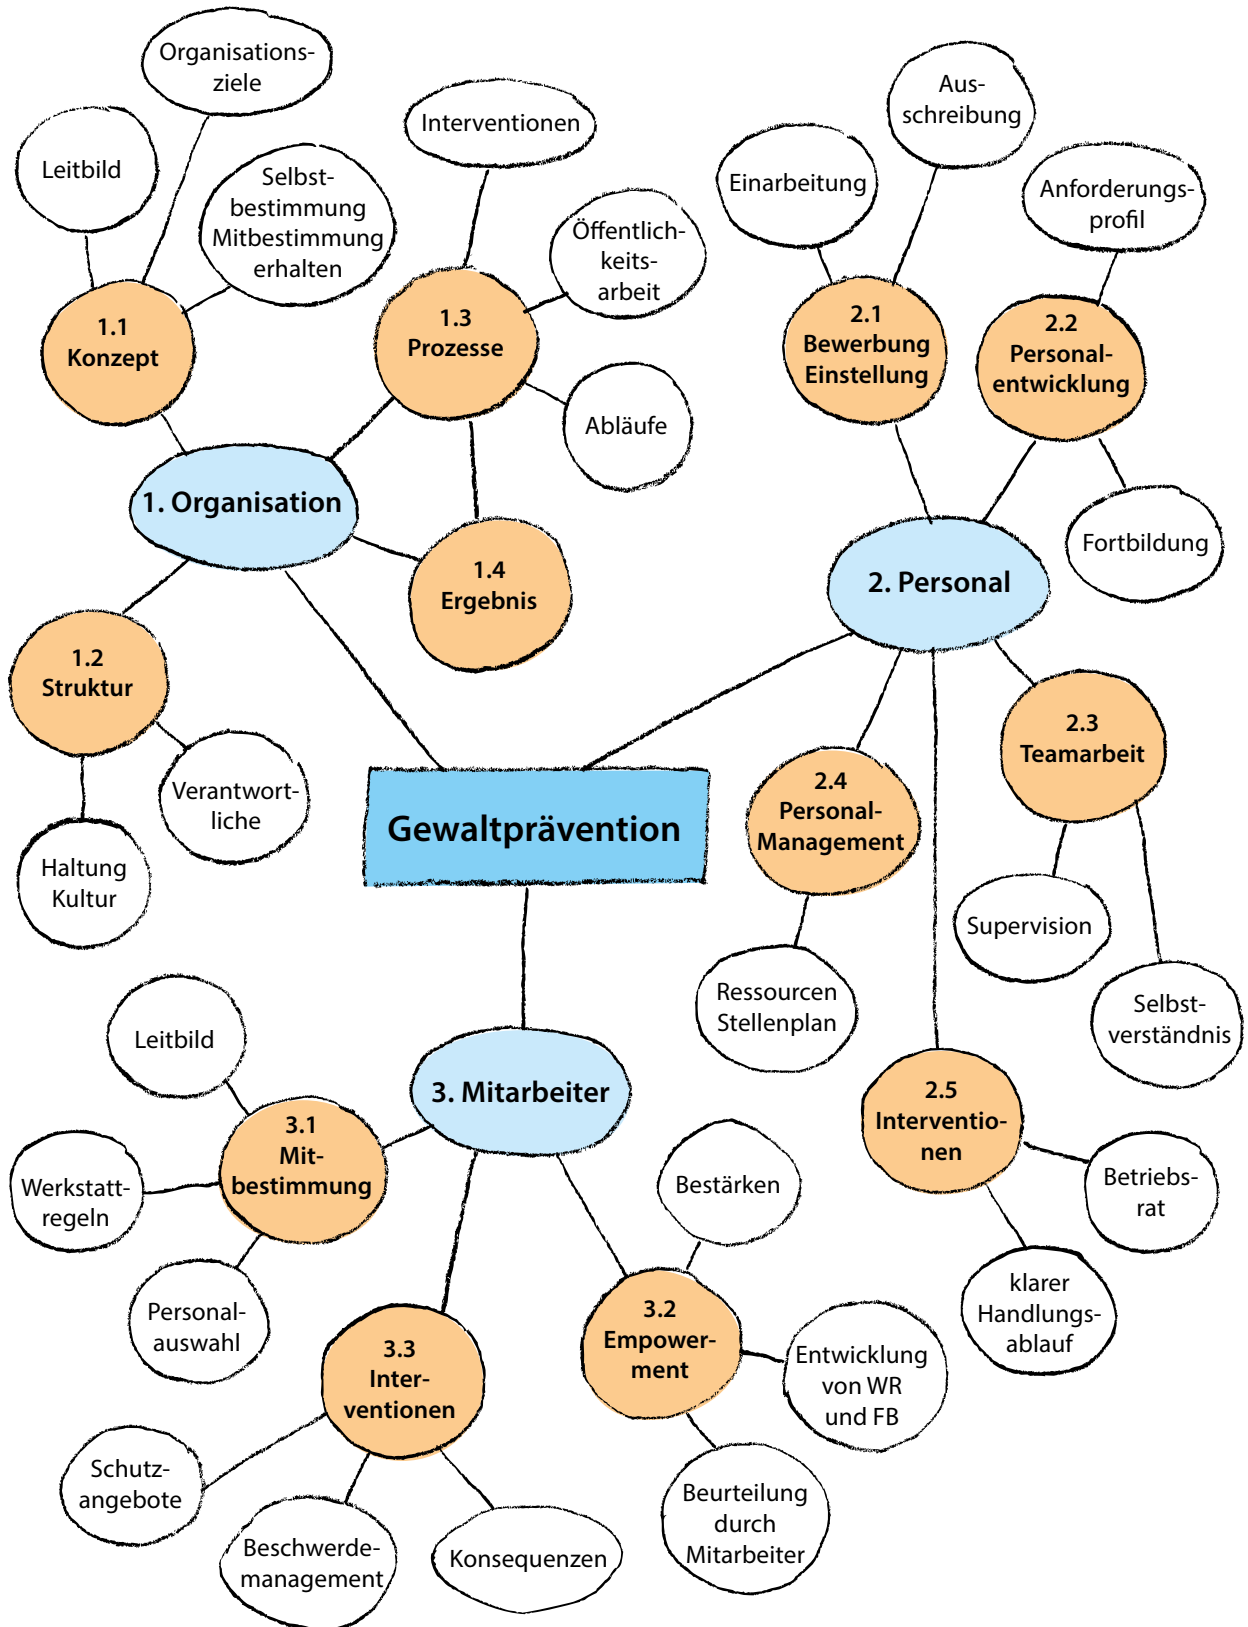 Organisations-
ziele
Leitbild
Selbst-
bestimmung
Mitbestimmung
erhalten
Interventionen
Öffentlich-
keits-
arbeit
Abläufe
1.1
Konzept
1.3
Prozesse
1. Organisation
1.4
Ergebnis
1.2
Struktur
Verantwort-
liche
Haltung
Kultur
Aus-
schreibung
Einarbeitung
Anforderungs-
profil
2.1
Bewerbung
Einstellung
2.2
Personal-
entwicklung
Fortbildung
2. Personal
2.3
Teamarbeit
2.4
Personal-
Management
Supervision
Selbst-
verständnis
Ressourcen
Stellenplan
2.5
Interventio-
nen
Betriebs-
rat
klarer
Handlungs-
ablauf
Gewaltprävention
3. Mitarbeiter
Leitbild
3.1
Mit-
bestimmung
Werkstatt-
regeln
Personal-
auswahl
Bestärken
3.2
Empower-
ment
Entwicklung
von WR
und FB
Beurteilung
durch
Mitarbeiter
3.3
Inter-
ventionen
Schutz-
angebote
Beschwerde-
management
Konsequenzen